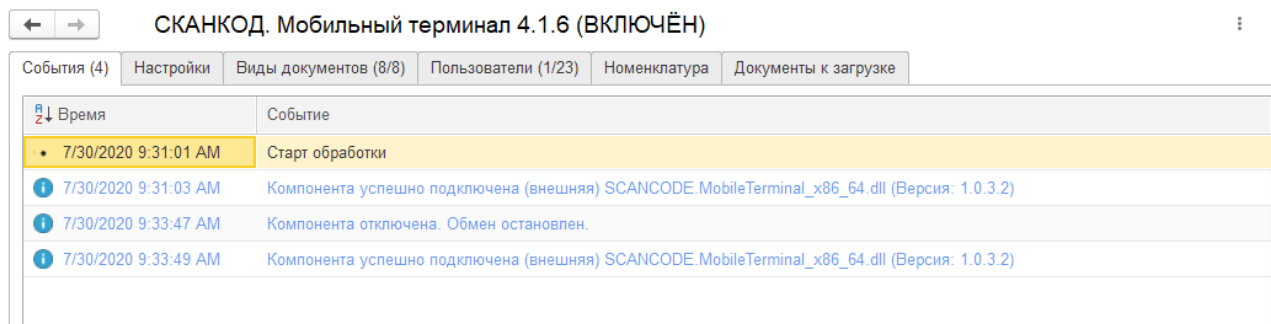 СКАНКОД. Мобильный терминал 4.1.6 (ВКЛЮЧЁН)
События (4) Настройки Виды документов (8/8) Пользователи (1/23) Номенклатура Документы к загрузке
Время Событие
7/30/2020 9:31:01 AM Старт обработки
7/30/2020 9:31:03 AM Компонента успешно подключена (внешняя) SCANCODE.MobileTerminal_x86_64.dll (Версия: 1.0.3.2)
7/30/2020 9:33:47 AM Компонента отключена. Обмен остановлен.
7/30/2020 9:33:49 AM Компонента успешно подключена (внешняя) SCANCODE.MobileTerminal_x86_64.dll (Версия: 1.0.3.2)